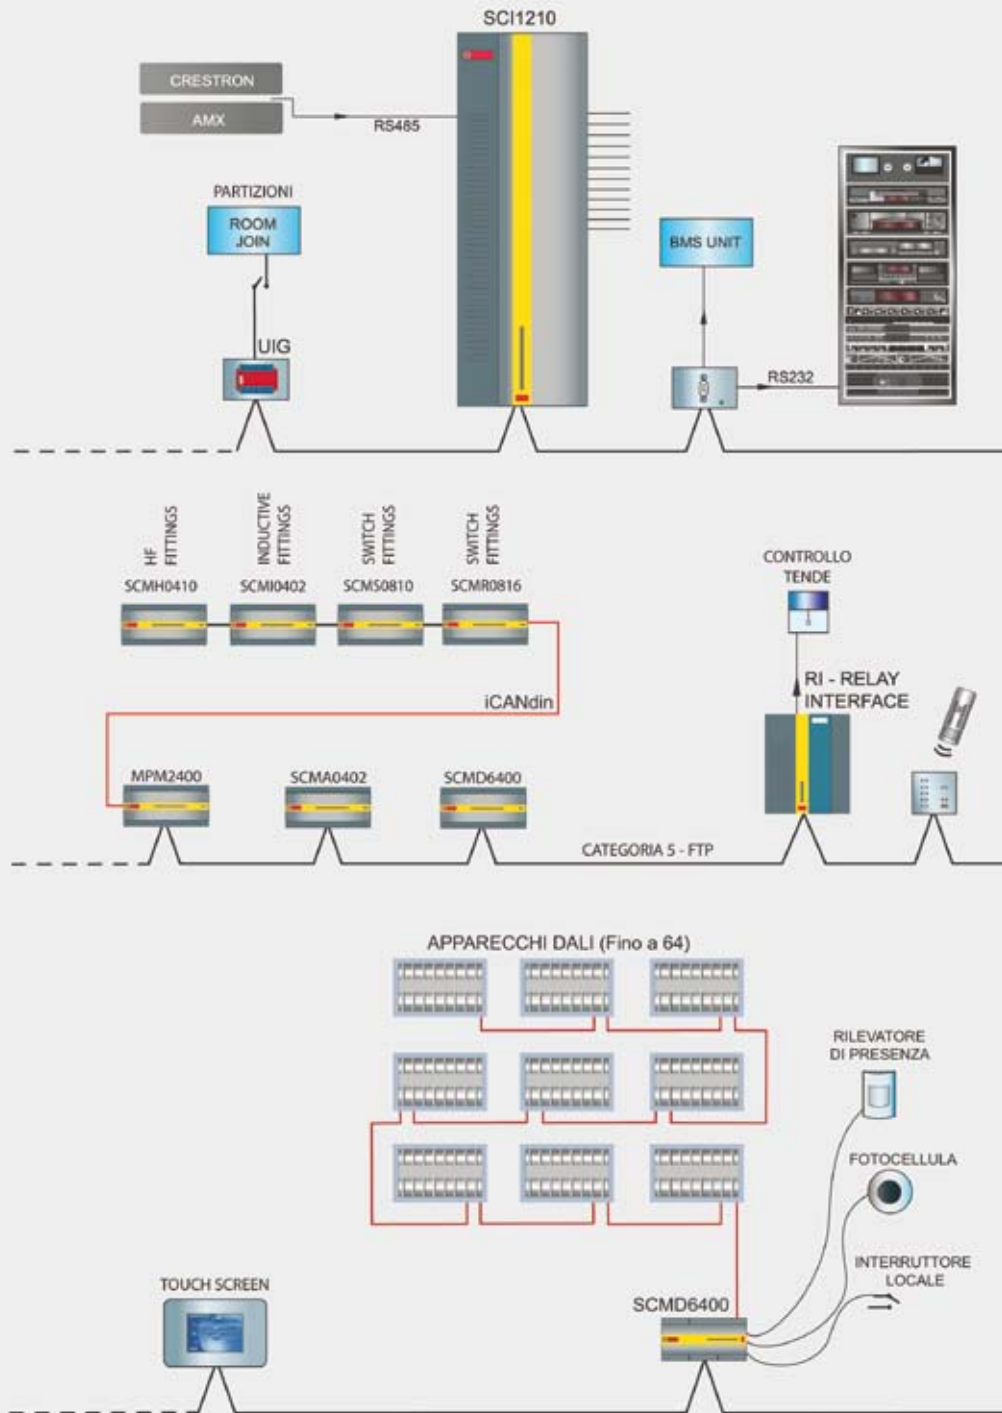 SCI1210
CRESTRON
AMX
RS485
PARTIZIONI
ROOM
JOIN
UIG
BMS UNIT
RS232
HF
FITTINGS
INDUCTIVE
FITTINGS
SWITCH
FITTINGS
SWITCH
FITTINGS
SCMH0410
SCMI0402
SCMS0810
SCMR0816
CONTROLLO
TENDE
iCANdin
RI - RELAY
INTERFACE
MPM2400
SCMA0402
SCMD6400
CATEGORIA 5 - FTP
APPARECCHI DALI (Fino a 64)
RILEVATORE
DI PRESENZA
FOTOCELLULA
INTERRUTTORE
LOCALE
TOUCH SCREEN
SCMD6400